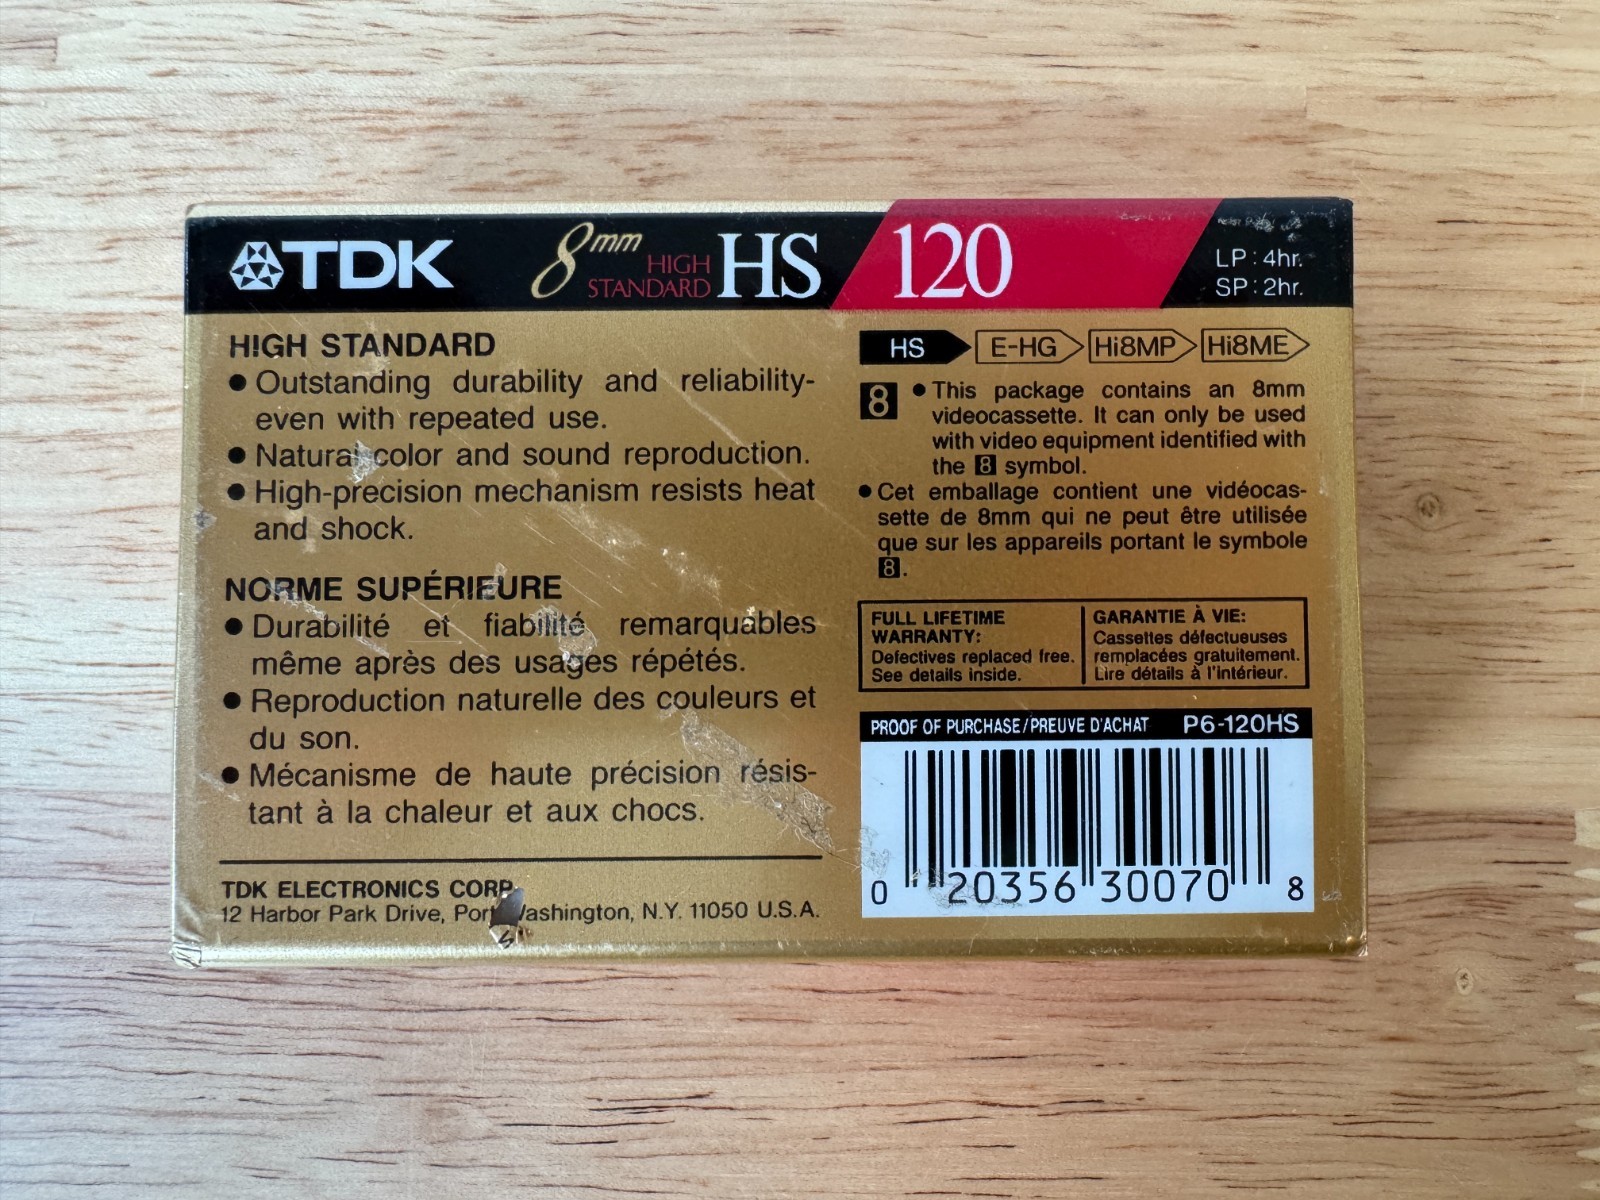 TDK 8mm HIGH STANDARD HS 120 LP : 4hr. SP : 2hr.
HIGH STANDARD
● Outstanding durability and reliability-
even with repeated use.
● Natural color and sound reproduction.
● High-precision mechanism resists heat
and shock.
NORME SUPÉRIEURE
● Durabilité et fiabilité remarquables
même après des usages répétés.
● Reproduction naturelle des couleurs et
du son.
● Mécanisme de haute précision résis-
tant à la chaleur et aux chocs.
TDK ELECTRONICS CORP.
12 Harbor Park Drive, Port Washington, N.Y. 11050 U.S.A.
HS E-HG Hi8MP Hi8ME
8 ● This package contains an 8mm
videocassette. It can only be used
with video equipment identified with
the 8 symbol.
● Cet emballage contient une vidéocas-
sette de 8mm qui ne peut être utilisée
que sur les appareils portant le symbole
8.
FULL LIFETIME
WARRANTY:
Defectives replaced free.
See details inside.
GARANTIE À VIE:
Cassettes défectueuses
remplacées gratuitement.
Lire détails à l'intérieur.
PROOF OF PURCHASE/PREUVE D'ACHAT P6-120HS
0 20356 30070 8